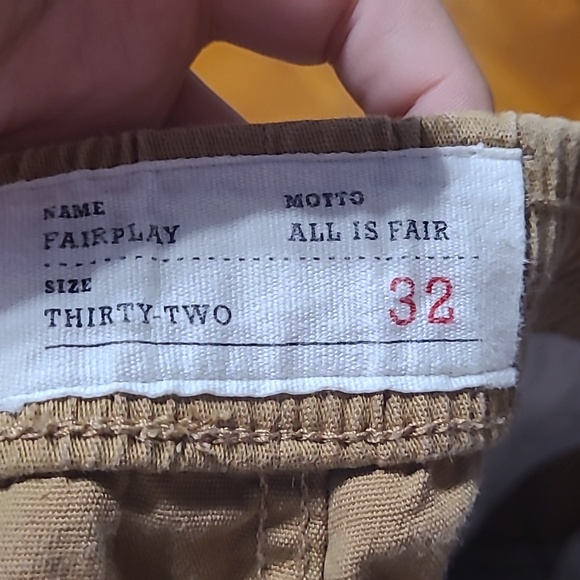 NAME MOTTO
FAIRPLAY ALL IS FAIR
SIZE
THIRTY-TWO 32